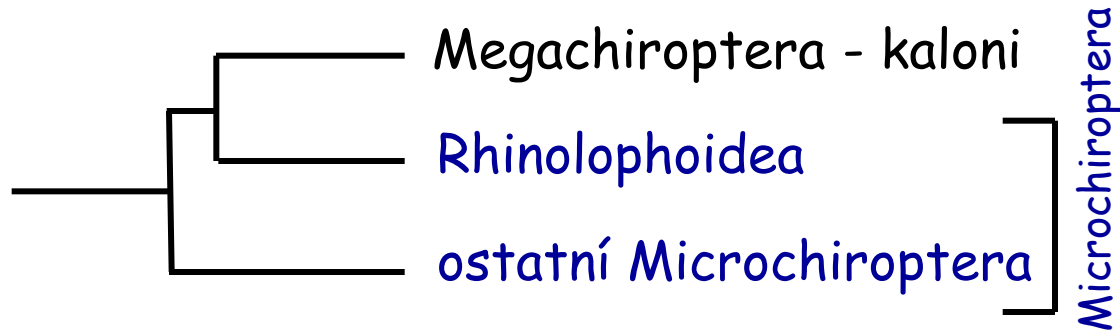 Megachiroptera - kaloni
Rhinolophoidea
ostatní Microchiroptera
Microchiroptera